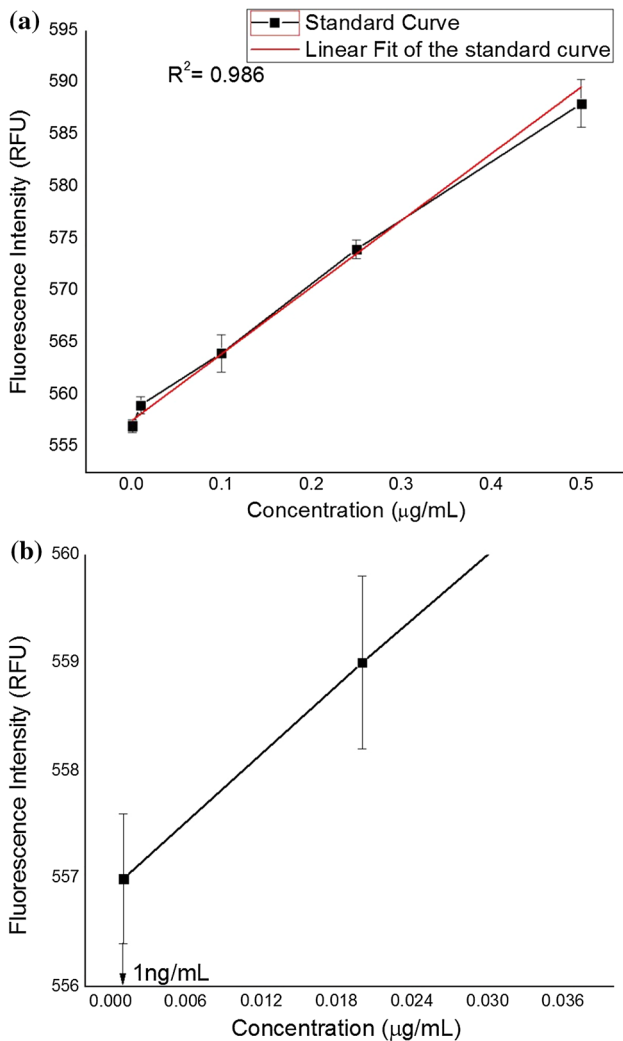 (a)
Standard Curve
Linear Fit of the standard curve
R²= 0.986
Fluorescence Intensity (RFU)
595
590
585
580
575
570
565
560
555
0.0 0.1 0.2 0.3 0.4 0.5
Concentration (μg/mL)
(b)
Fluorescence Intensity (RFU)
560
559
558
557
556
1ng/mL
0.000 0.006 0.012 0.018 0.024 0.030 0.036
Concentration (μg/mL)